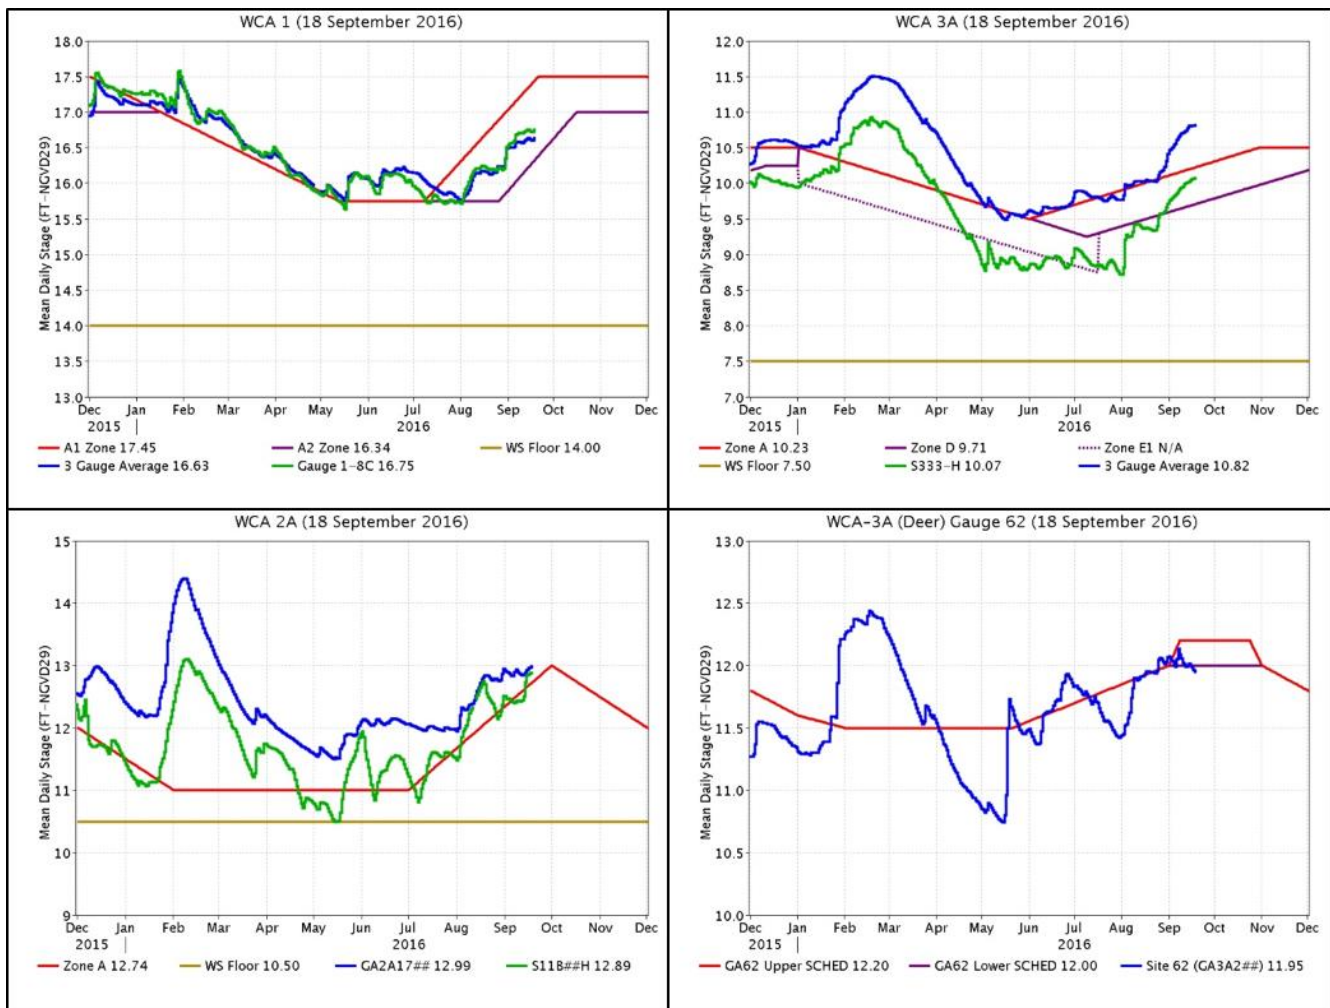 WCA 1 (18 September 2016)
Mean Daily Stage (FT-NGVD29)
18.0
17.5
17.0
16.5
16.0
15.5
15.0
14.5
14.0
13.5
13.0
Dec Jan Feb Mar Apr May Jun Jul Aug Sep Oct Nov Dec
2015 | 2016
A1 Zone 17.45 A2 Zone 16.34 WS Floor 14.00
3 Gauge Average 16.63 Gauge 1-8C 16.75
WCA 3A (18 September 2016)
Mean Daily Stage (FT-NGVD29)
12.0
11.5
11.0
10.5
10.0
9.5
9.0
8.5
8.0
7.5
7.0
Dec Jan Feb Mar Apr May Jun Jul Aug Sep Oct Nov Dec
2015 | 2016
Zone A 10.23 Zone D 9.71 Zone E1 N/A
WS Floor 7.50 S333-H 10.07 3 Gauge Average 10.82
WCA 2A (18 September 2016)
Mean Daily Stage (FT-NGVD29)
15
14
13
12
11
10
9
Dec Jan Feb Mar Apr May Jun Jul Aug Sep Oct Nov Dec
2015 | 2016
Zone A 12.74 WS Floor 10.50 GA2A17## 12.99 S11B##H 12.89
WCA-3A (Deer) Gauge 62 (18 September 2016)
Mean Daily Stage (FT-NGVD29)
13.0
12.5
12.0
11.5
11.0
10.5
10.0
Dec Jan Feb Mar Apr May Jun Jul Aug Sep Oct Nov Dec
2015 | 2016
GA62 Upper SCHED 12.20 GA62 Lower SCHED 12.00 Site 62 (GA3A2##) 11.95